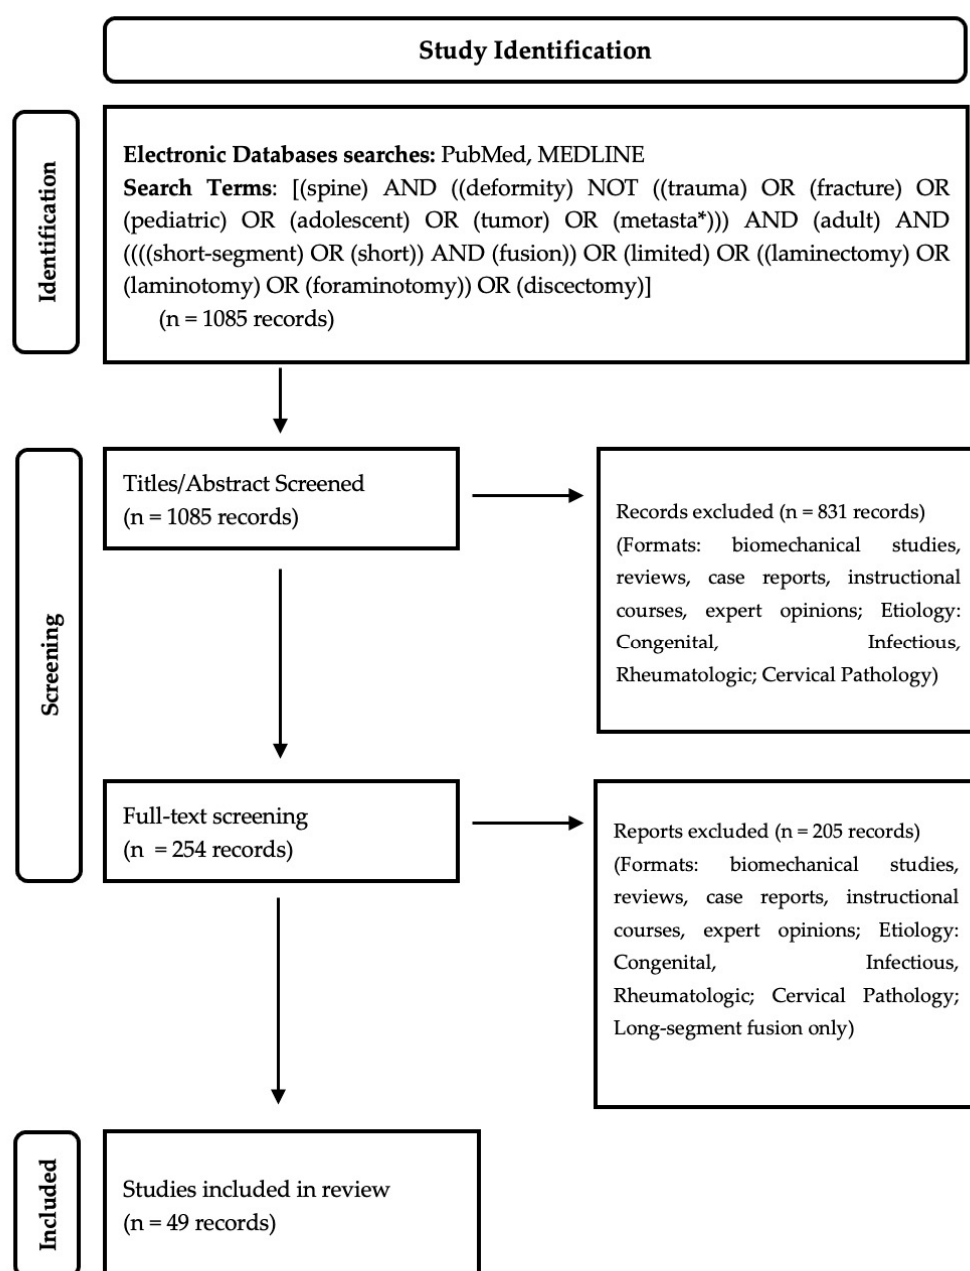 Study Identification
Identification
Electronic Databases searches: PubMed, MEDLINE
Search Terms: [(spine) AND ((deformity) NOT ((trauma) OR (fracture) OR
(pediatric) OR (adolescent) OR (tumor) OR (metasta*))) AND (adult) AND
((((short-segment) OR (short)) AND (fusion)) OR (limited) OR ((laminectomy) OR
(laminotomy) OR (foraminotomy)) OR (discectomy)]
(n = 1085 records)
Screening
Titles/Abstract Screened
(n = 1085 records)
Records excluded (n = 831 records)
(Formats: biomechanical studies,
reviews, case reports, instructional
courses, expert opinions; Etiology:
Congenital, Infectious,
Rheumatologic; Cervical Pathology)
Full-text screening
(n = 254 records)
Reports excluded (n = 205 records)
(Formats: biomechanical studies,
reviews, case reports, instructional
courses, expert opinions; Etiology:
Congenital, Infectious,
Rheumatologic; Cervical Pathology;
Long-segment fusion only)
Included
Studies included in review
(n = 49 records)